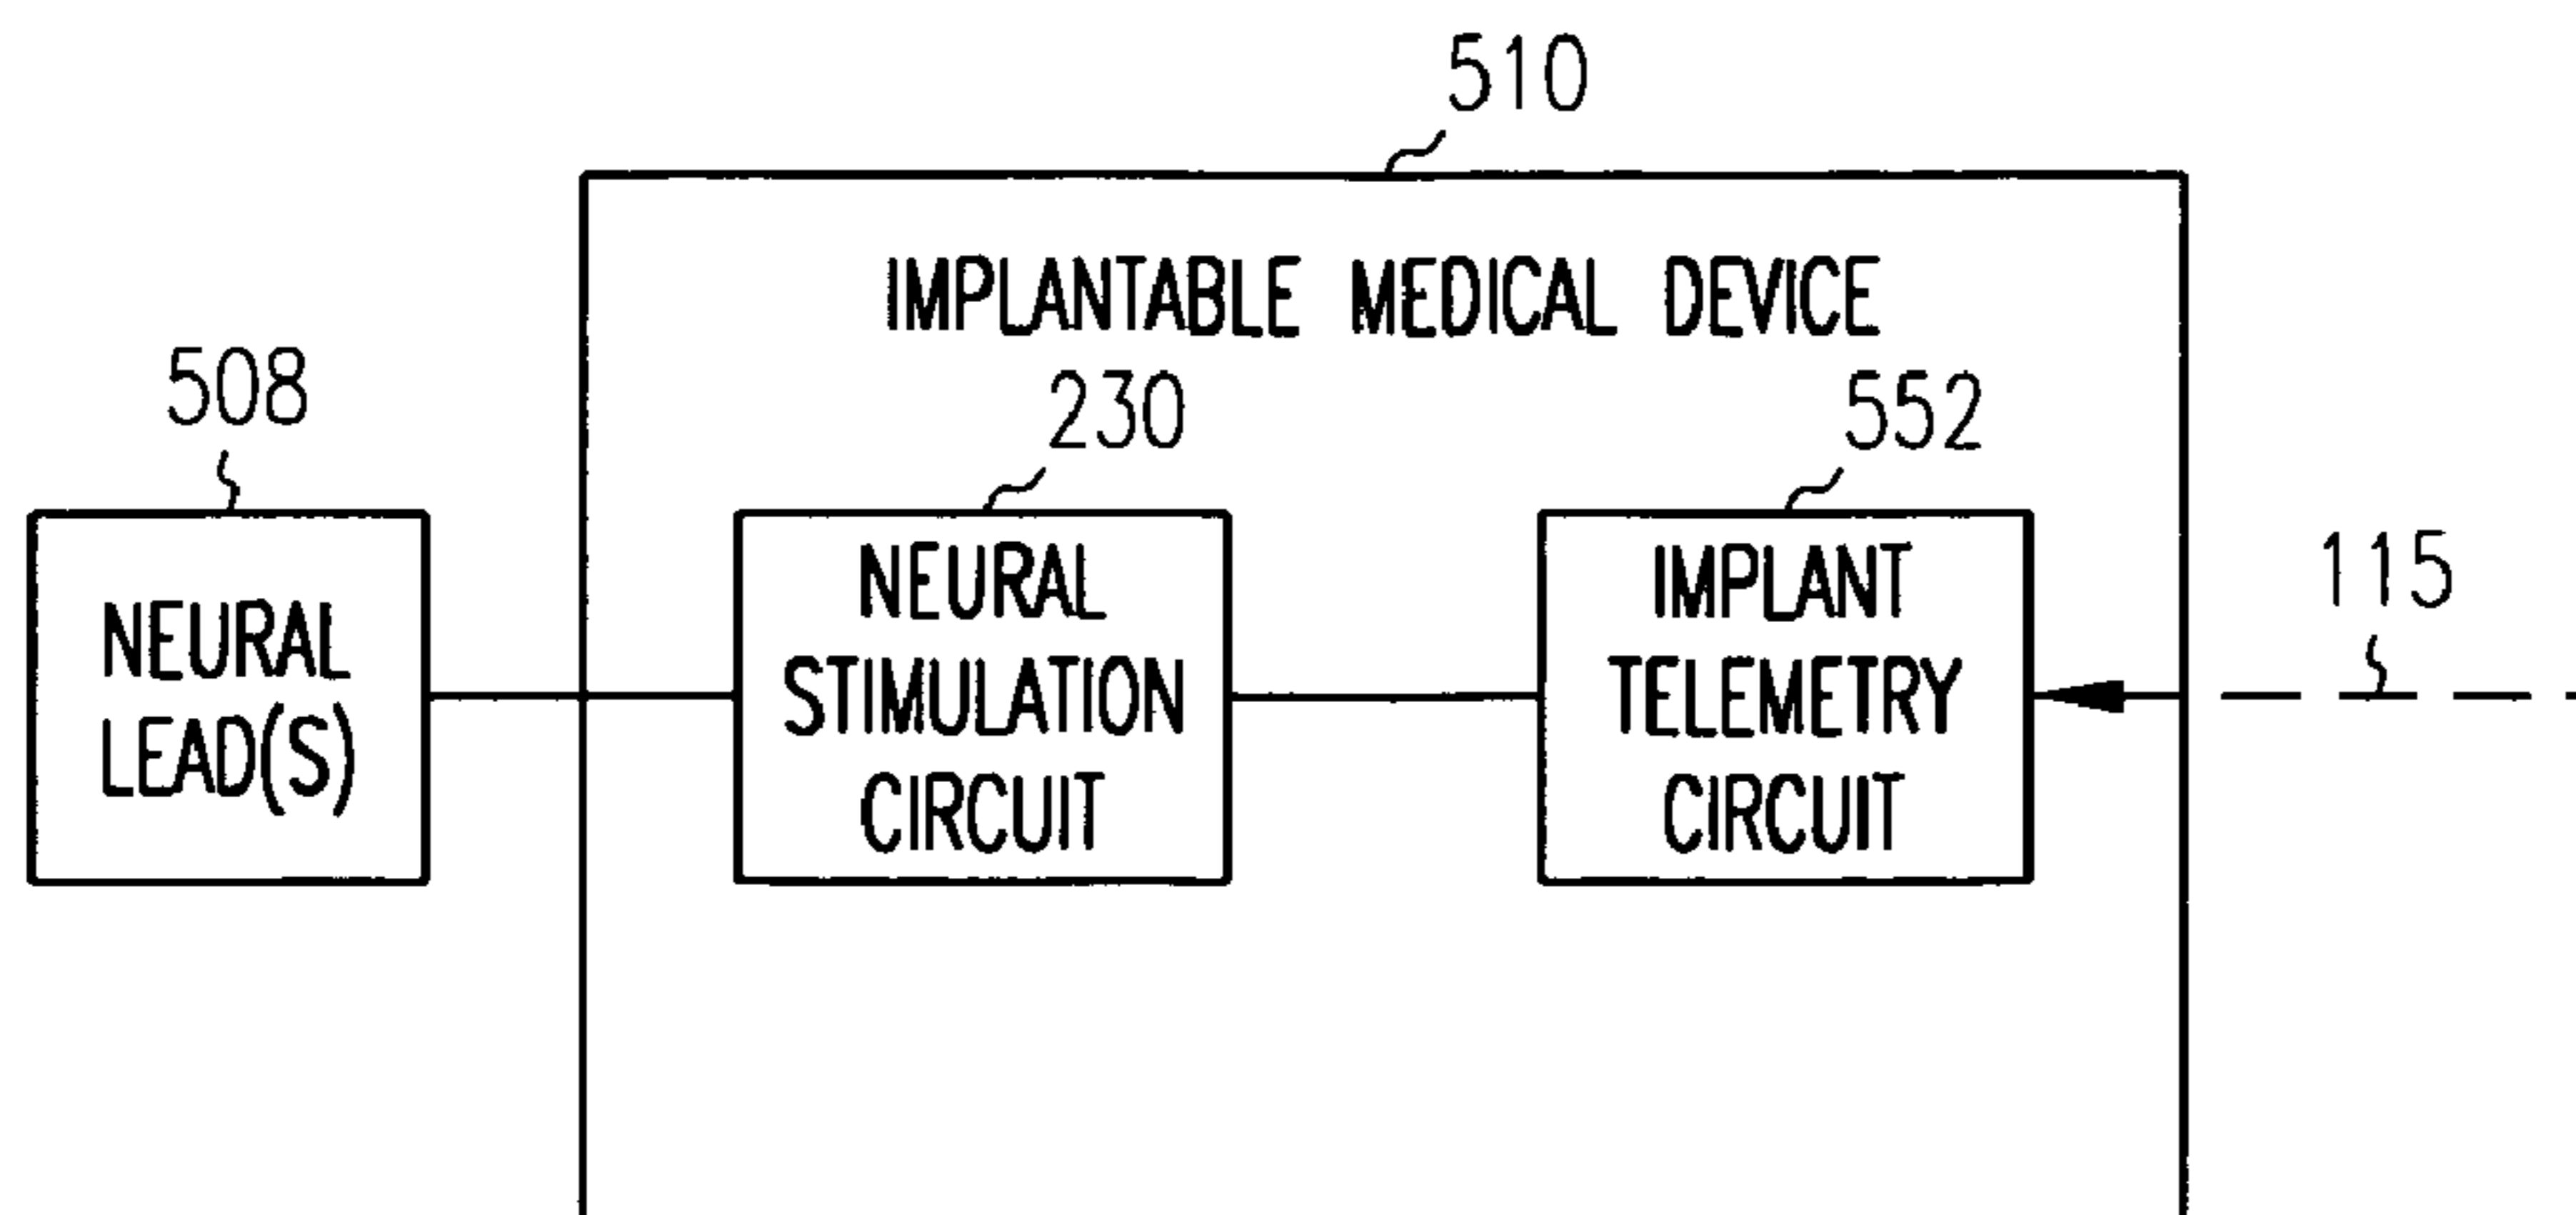 510
IMPLANTABLE MEDICAL DEVICE
508
230
552
NEURAL
LEAD(S)
NEURAL
STIMULATION
CIRCUIT
IMPLANT
TELEMETRY
CIRCUIT
115